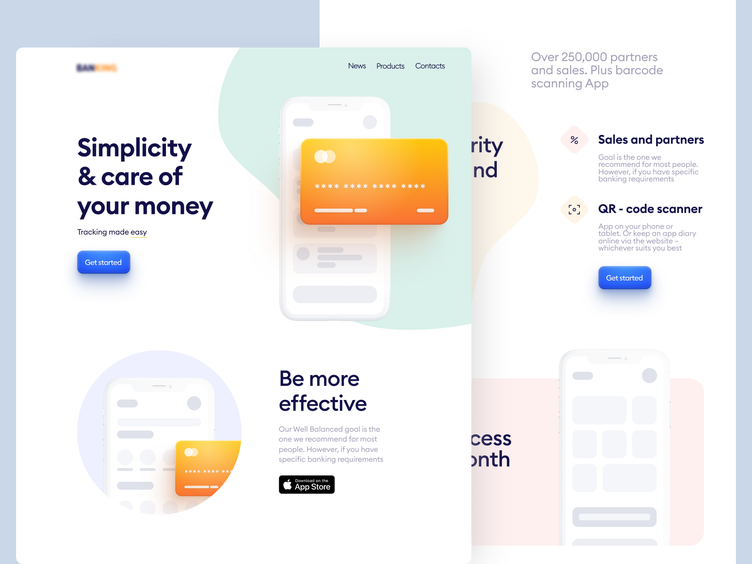 News Products Contacts
Simplicity
& care of
your money
Tracking made easy
Get started
Be more
effective
Our Well Balanced goal is the
one we recommend for most
people. However, if you have
specific banking requirements
Download on the
App Store
Over 250,000 partners
and sales. Plus barcode
scanning App
rity
nd
%
Sales and partners
Goal is the one we
recommend for most people.
However, if you have specific
banking requirements
QR - code scanner
App on your phone or
tablet. Or keep an app diary
online via the website –
whichever suits you best
Get started
cess
onth